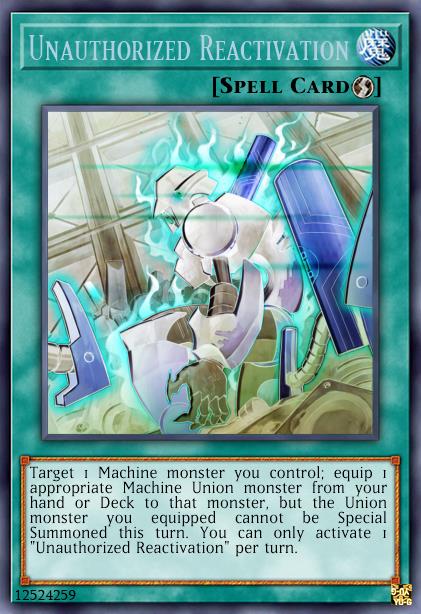 Unauthorized Reactivation
魔
[Spell Card]
Target 1 Machine monster you control; equip 1
appropriate Machine Union monster from your
hand or Deck to that monster, but the Union
monster you equipped cannot be Special
Summoned this turn. You can only activate 1
"Unauthorized Reactivation" per turn.
12524259